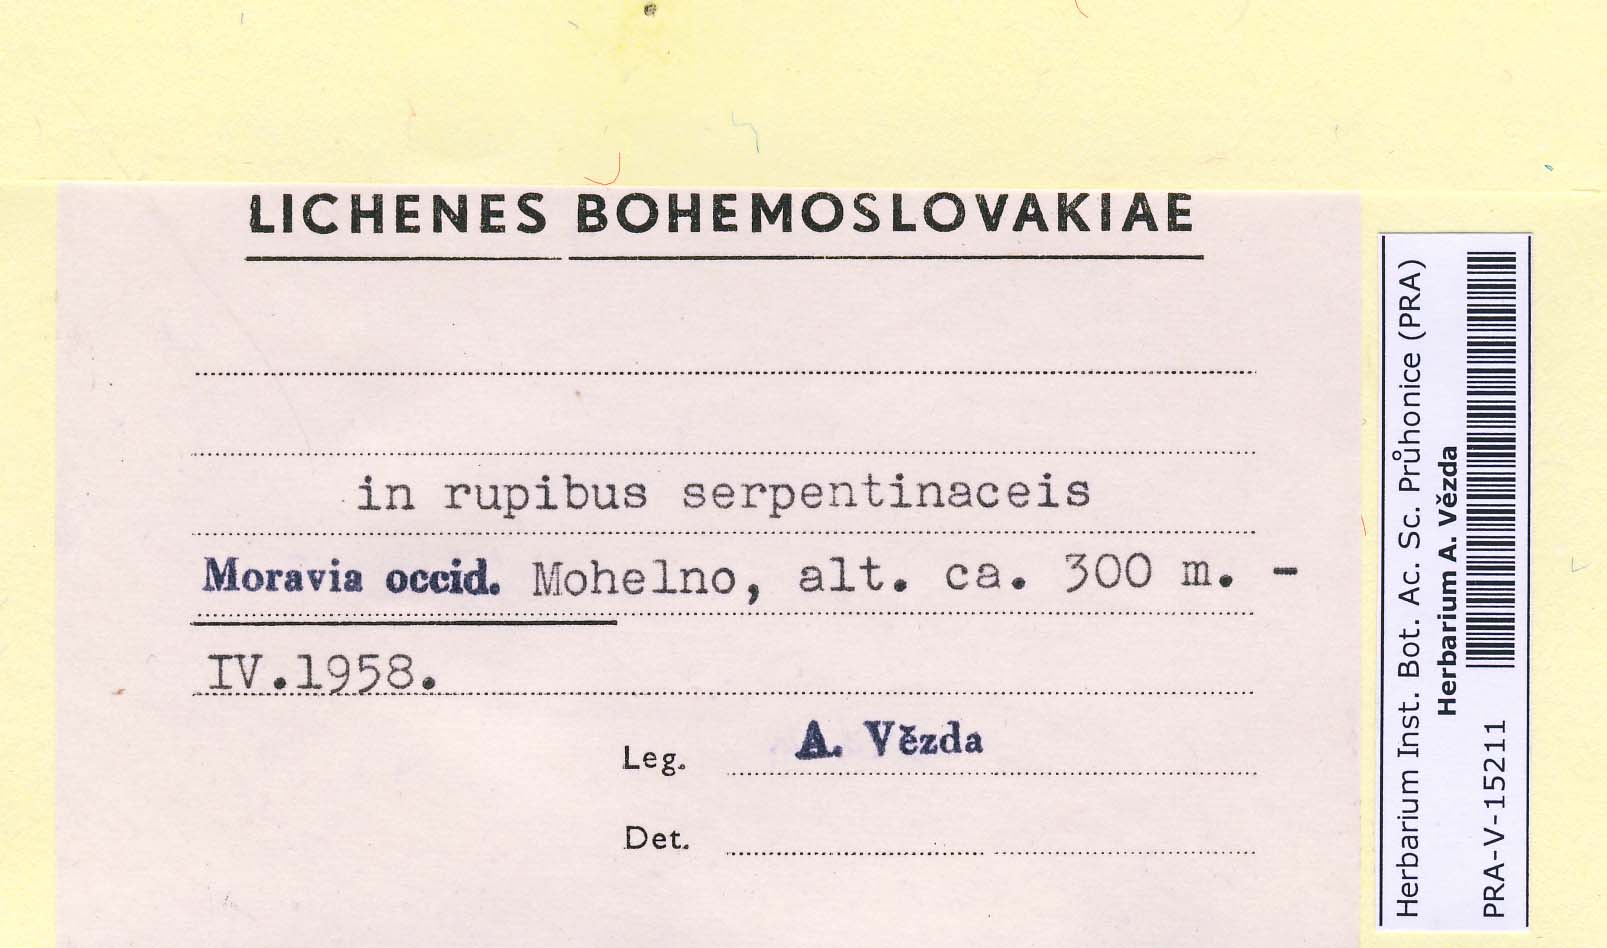 LICHENES BOHEMOSLOVAKIAE
in rupibus serpentinaceis
Moravia occid. Mohelno, alt. ca. 300 m. -
IV.1958.
Leg. A. Vězda
Det.
Herbarium Inst. Bot. Ac. Sc. Průhonice (PRA)
Herbarium A. Vězda
PRA-V-15211